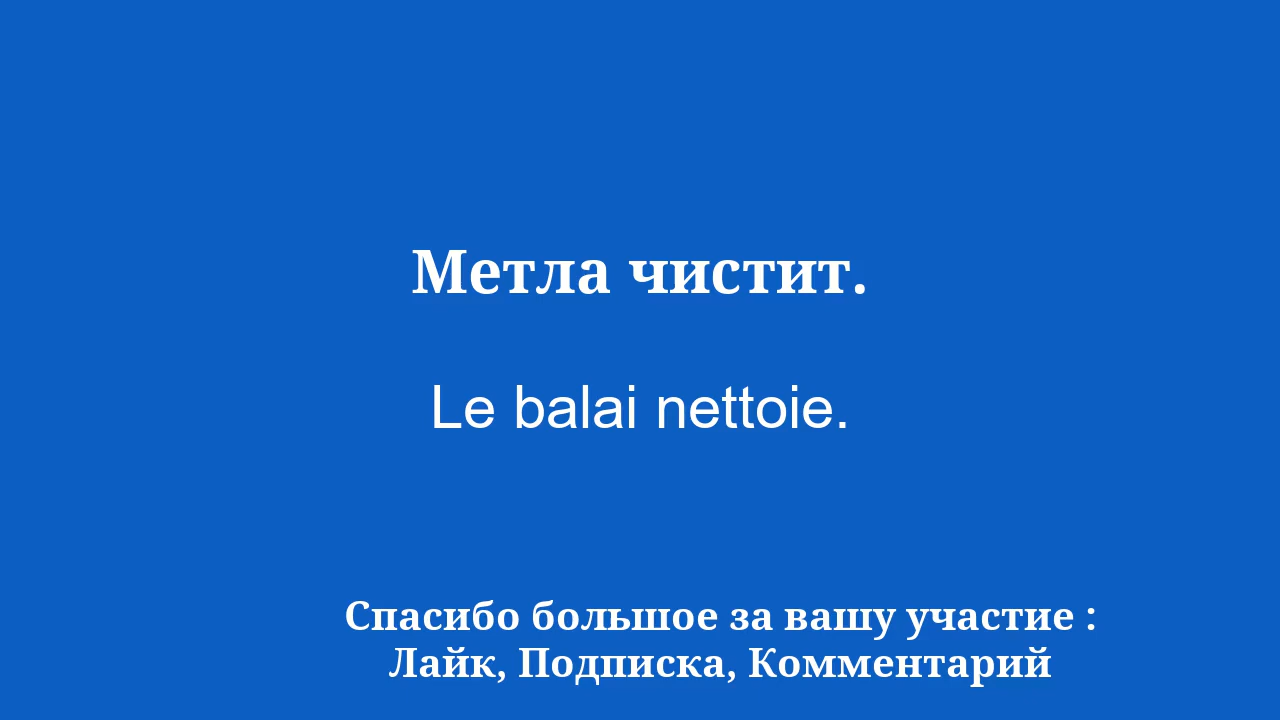 Метла чистит.
Le balai nettoie.
Спасибо большое за вашу участие :
Лайк, Подписка, Комментарий